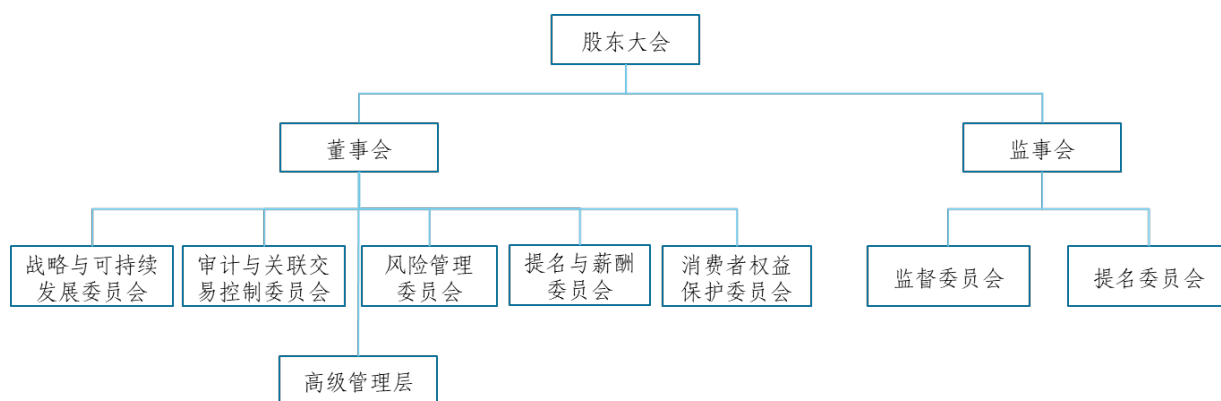 股东大会
董事会
监事会
战略与可持续
发展委员会
审计与关联交
易控制委员会
风险管理
委员会
提名与薪酬
委员会
消费者权益
保护委员会
监督委员会
提名委员会
高级管理层